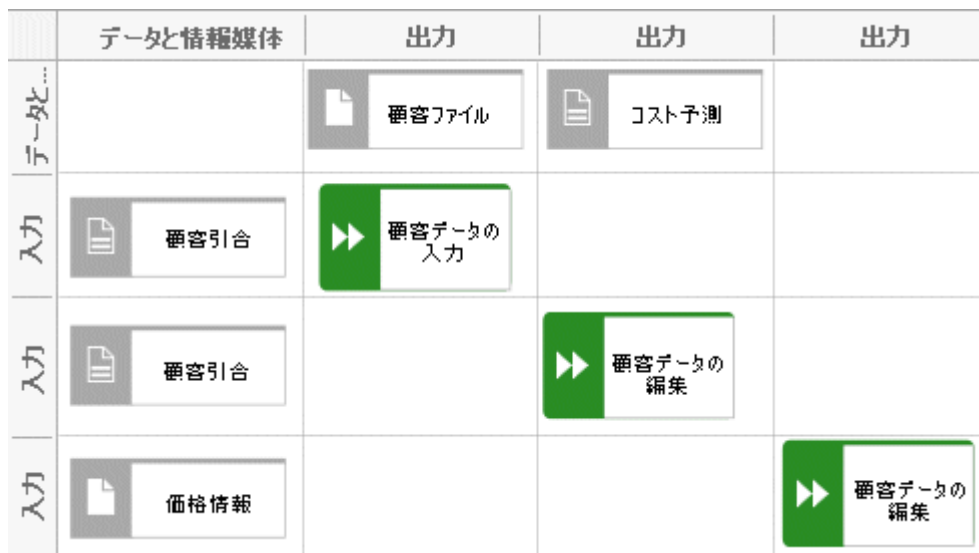 データと情報媒体
出力
出力
出力
データと...
顧客ファイル
コスト予測
入力
顧客引合
顧客データの
入力
入力
顧客引合
顧客データの
編集
入力
価格情報
顧客データの
編集